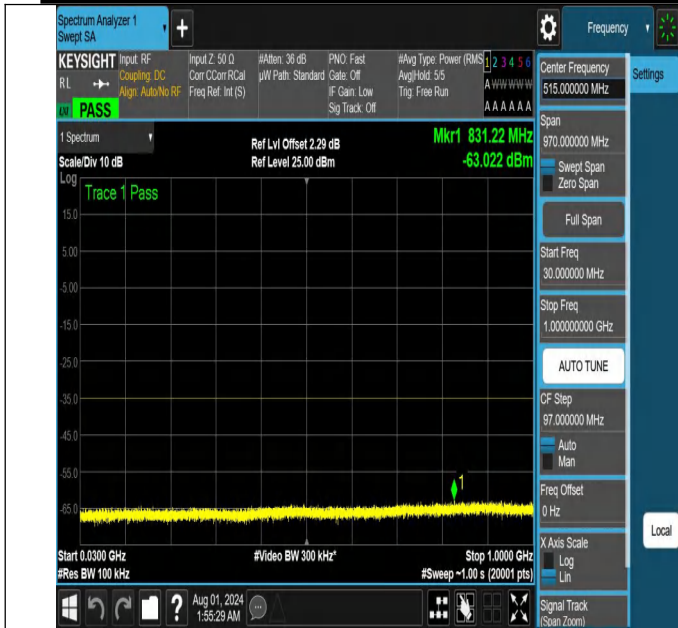 Spectrum Analyzer 1
Swept SA
+
Frequency
KEYSIGHT
RL
PASS
Input: RF
Coupling: DC
Align: Auto/No RF
Input Z: 50 Ω
Corr CCorr RCal
Freq Ref: Int (S)
#Atten: 36 dB
µW Path: Standard
PNO: Fast
Gate: Off
IF Gain: Low
Sig Track: Off
#Avg Type: Power (RMS
Avg|Hold: 5/5
Trig: Free Run
1 2 3 4 5 6
A W W W W W
A A A A A A
1 Spectrum
Scale/Div 10 dB
Ref Lvl Offset 2.29 dB
Ref Level 25.00 dBm
Mkr1 831.22 MHz
-63.022 dBm
Log
Trace 1 Pass
15.0
5.00
-5.00
-15.0
-25.0
-35.0
-45.0
-55.0
-65.0
1
Start 0.0300 GHz
#Res BW 100 kHz
#Video BW 300 kHz*
Stop 1.0000 GHz
#Sweep ~1.00 s (20001 pts)
Center Frequency
515.000000 MHz
Settings
Span
970.000000 MHz
Swept Span
Zero Span
Full Span
Start Freq
30.000000 MHz
Stop Freq
1.00000000 GHz
AUTO TUNE
CF Step
97.000000 MHz
Auto
Man
Freq Offset
0 Hz
Local
X Axis Scale
Log
Lin
Signal Track
(Span Zoom)
?
Aug 01, 2024
1:55:29 AM